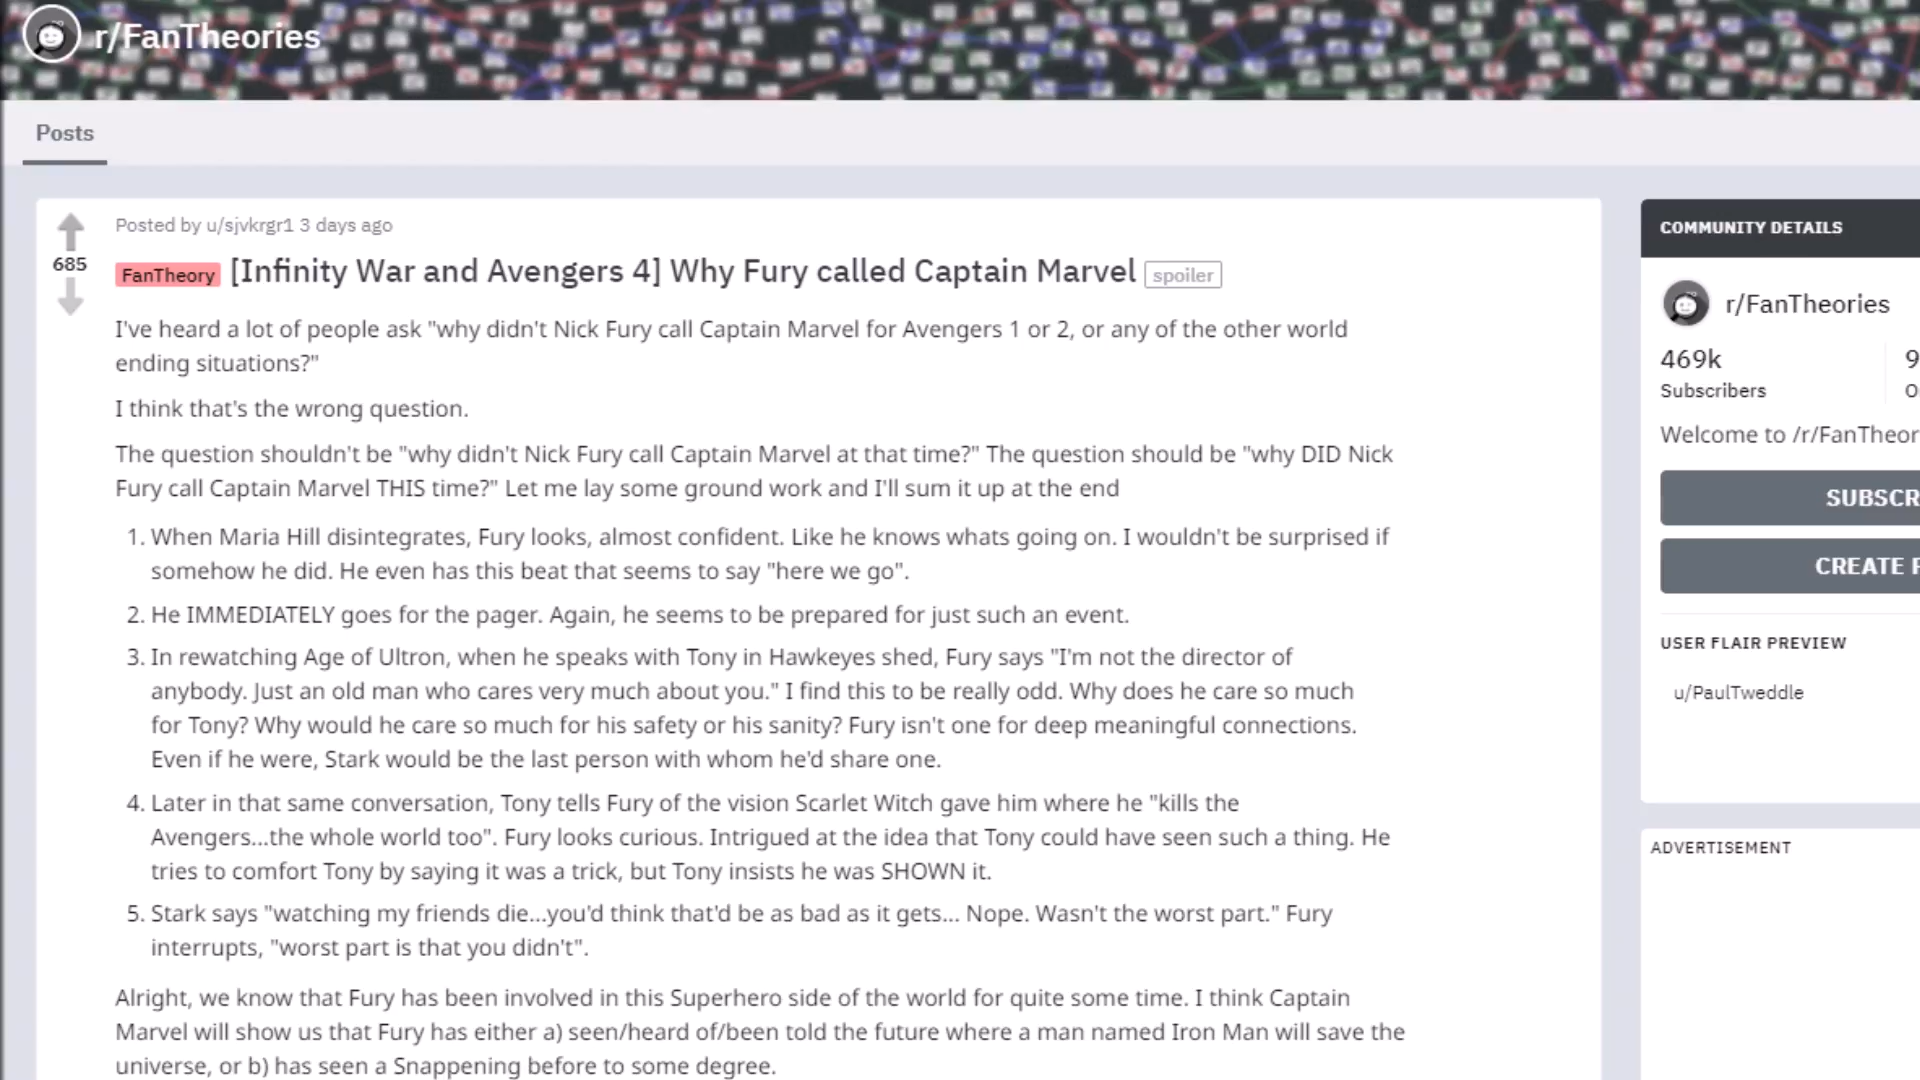 r/FanTheories
Posts
Posted by u/sjvkrgr1 3 days ago
685
FanTheory [Infinity War and Avengers 4] Why Fury called Captain Marvel spoiler
I've heard a lot of people ask "why didn't Nick Fury call Captain Marvel for Avengers 1 or 2, or any of the other world
ending situations?"
I think that's the wrong question.
The question shouldn't be "why didn't Nick Fury call Captain Marvel at that time?" The question should be "why DID Nick
Fury call Captain Marvel THIS time?" Let me lay some ground work and I'll sum it up at the end
1. When Maria Hill disintegrates, Fury looks, almost confident. Like he knows whats going on. I wouldn't be surprised if
somehow he did. He even has this beat that seems to say "here we go".
2. He IMMEDIATELY goes for the pager. Again, he seems to be prepared for just such an event.
3. In rewatching Age of Ultron, when he speaks with Tony in Hawkeyes shed, Fury says "I'm not the director of
anybody. Just an old man who cares very much about you." I find this to be really odd. Why does he care so much
for Tony? Why would he care so much for his safety or his sanity? Fury isn't one for deep meaningful connections.
Even if he were, Stark would be the last person with whom he'd share one.
4. Later in that same conversation, Tony tells Fury of the vision Scarlet Witch gave him where he "kills the
Avengers...the whole world too". Fury looks curious. Intrigued at the idea that Tony could have seen such a thing. He
tries to comfort Tony by saying it was a trick, but Tony insists he was SHOWN it.
5. Stark says "watching my friends die...you'd think that'd be as bad as it gets... Nope. Wasn't the worst part." Fury
interrupts, "worst part is that you didn't".
Alright, we know that Fury has been involved in this Superhero side of the world for quite some time. I think Captain
Marvel will show us that Fury has either a) seen/heard of/been told the future where a man named Iron Man will save the
universe, or b) has seen a Snappening before to some degree.
COMMUNITY DETAILS
r/FanTheories
469k 9
Subscribers O
Welcome to /r/FanTheor
SUBSCR
CREATE P
USER FLAIR PREVIEW
u/PaulTweddle
ADVERTISEMENT